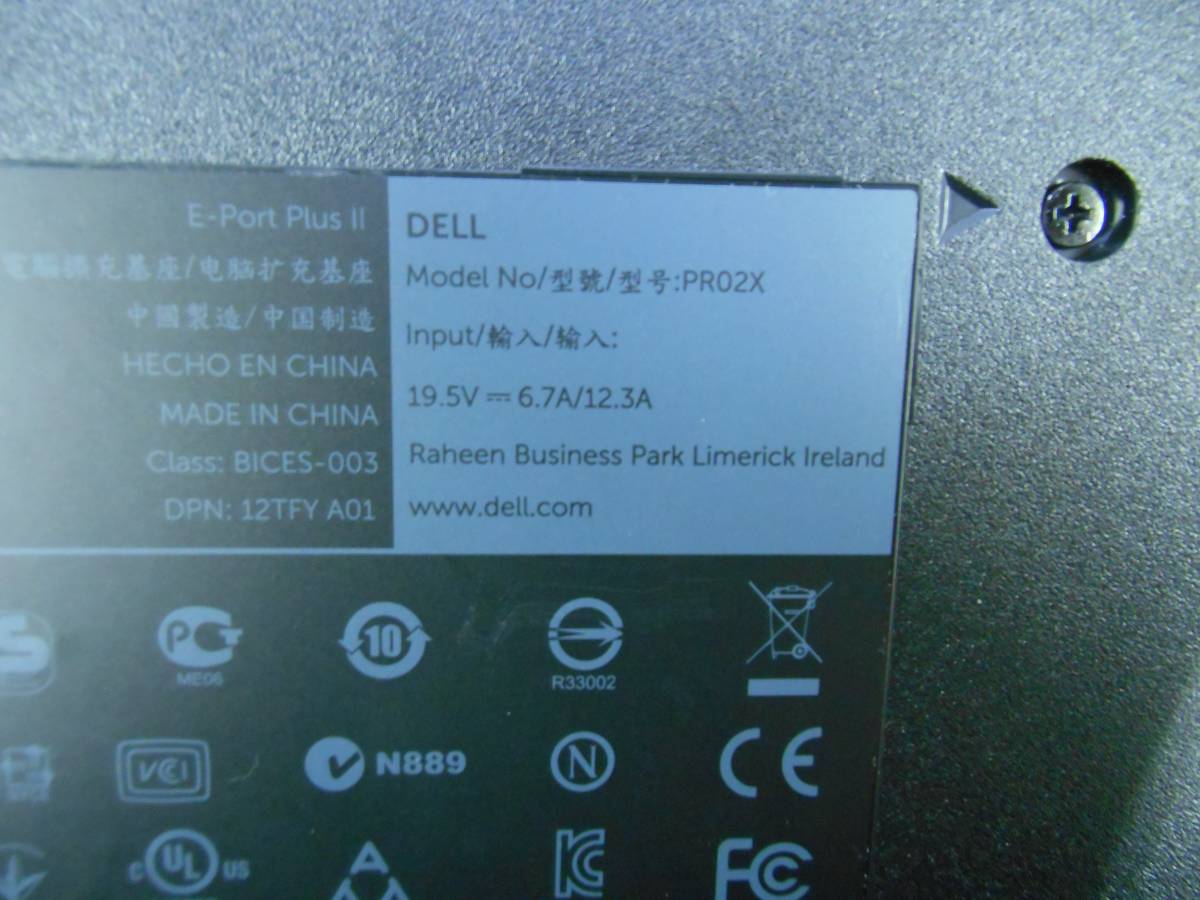 E-Port Plus II
電腦擴充基座/电脑扩充基座
中國製造/中国制造
HECHO EN CHINA
MADE IN CHINA
Class: BICES-003
DPN: 12TFY A01
DELL
Model No/型號/型号:PR02X
Input/輸入/输入:
19.5V ⎓ 6.7A/12.3A
Raheen Business Park Limerick Ireland
www.dell.com
S
PCT
ME06
10
R33002
VCI
N889
N
CE
C UL US
KC
FC